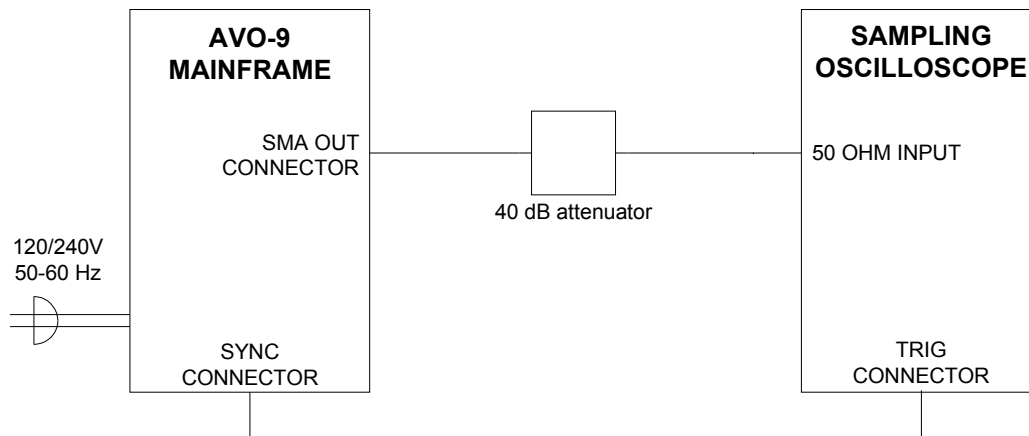 AVO-9
MAINFRAME
SAMPLING
OSCILLOSCOPE
SMA OUT
CONNECTOR
50 OHM INPUT
40 dB attenuator
120/240V
50-60 Hz
SYNC
CONNECTOR
TRIG
CONNECTOR